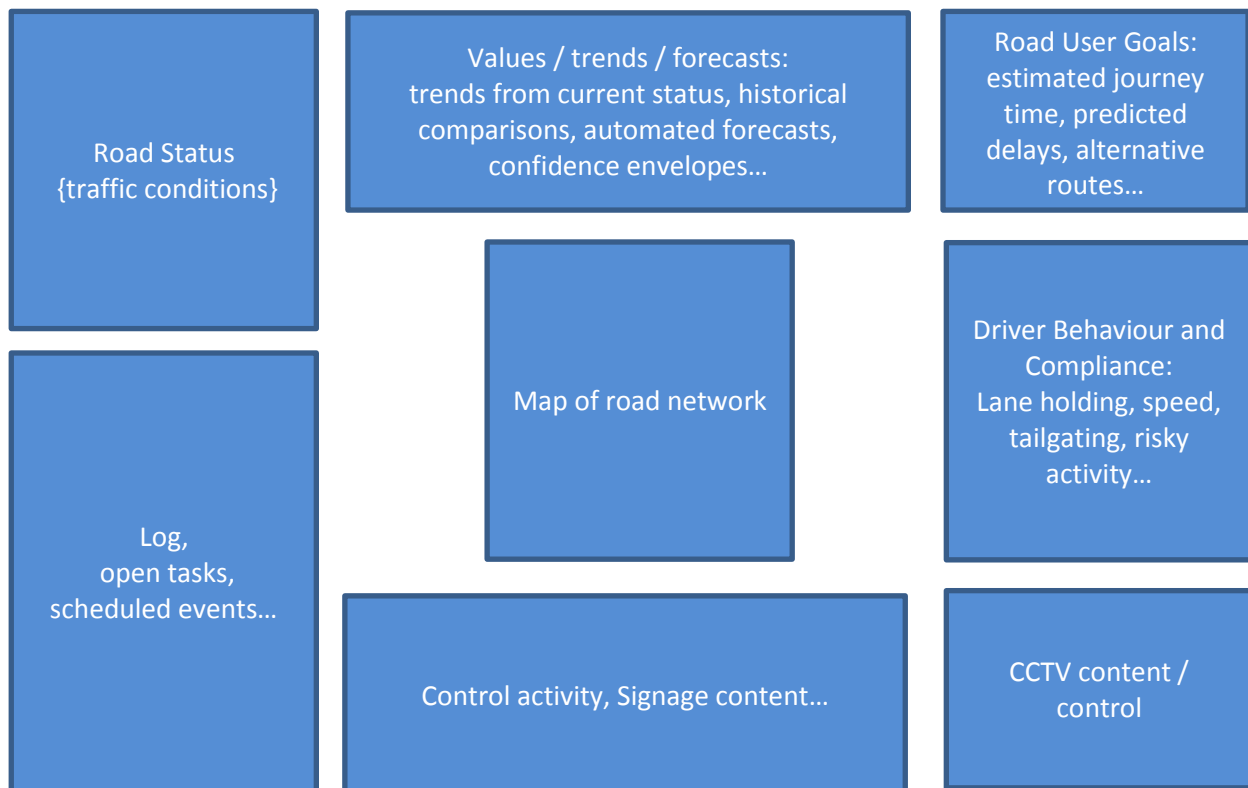 Road Status
{traffic conditions}
Values / trends / forecasts:
trends from current status, historical
comparisons, automated forecasts,
confidence envelopes…
Road User Goals:
estimated journey
time, predicted
delays, alternative
routes…
Map of road network
Driver Behaviour and
Compliance:
Lane holding, speed,
tailgating, risky
activity…
Log,
open tasks,
scheduled events…
Control activity, Signage content…
CCTV content /
control